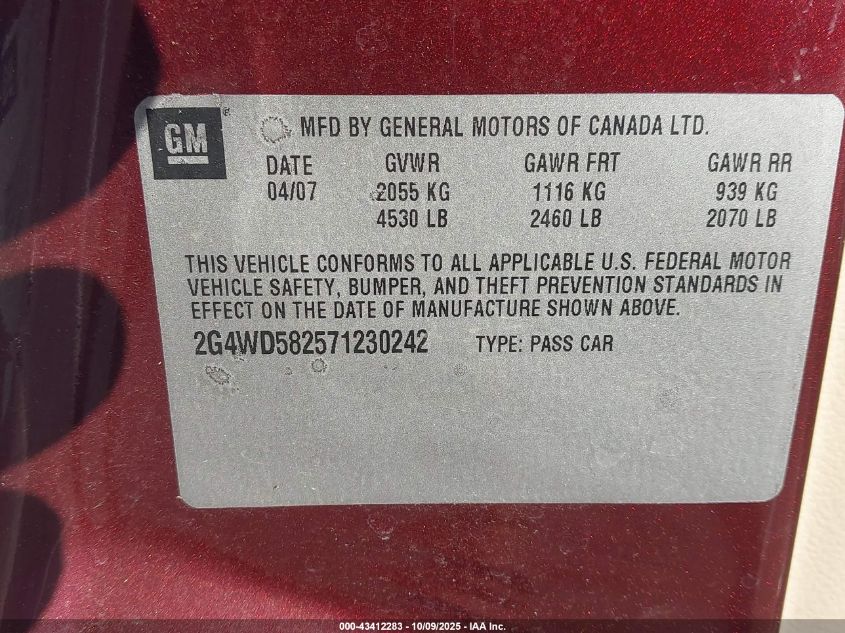 GM
MFD BY GENERAL MOTORS OF CANADA LTD.
DATE GVWR GAWR FRT GAWR RR
04/07 2055 KG 1116 KG 939 KG
4530 LB 2460 LB 2070 LB
THIS VEHICLE CONFORMS TO ALL APPLICABLE U.S. FEDERAL MOTOR
VEHICLE SAFETY, BUMPER, AND THEFT PREVENTION STANDARDS IN
EFFECT ON THE DATE OF MANUFACTURE SHOWN ABOVE.
2G4WD582571230242 TYPE: PASS CAR
000-43412283 - 10/09/2025 - IAA Inc.